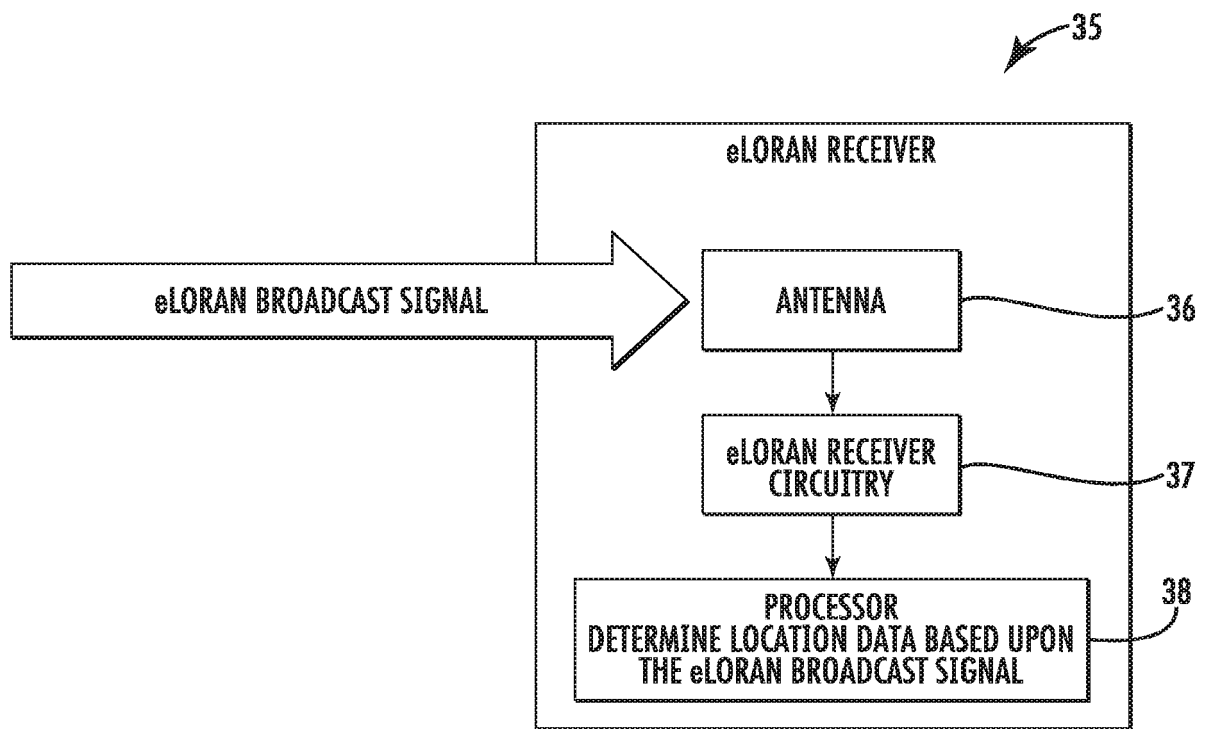 35
eLORAN RECEIVER
eLORAN BROADCAST SIGNAL
ANTENNA
36
eLORAN RECEIVER
CIRCUITRY
37
PROCESSOR
DETERMINE LOCATION DATA BASED UPON
THE eLORAN BROADCAST SIGNAL
38